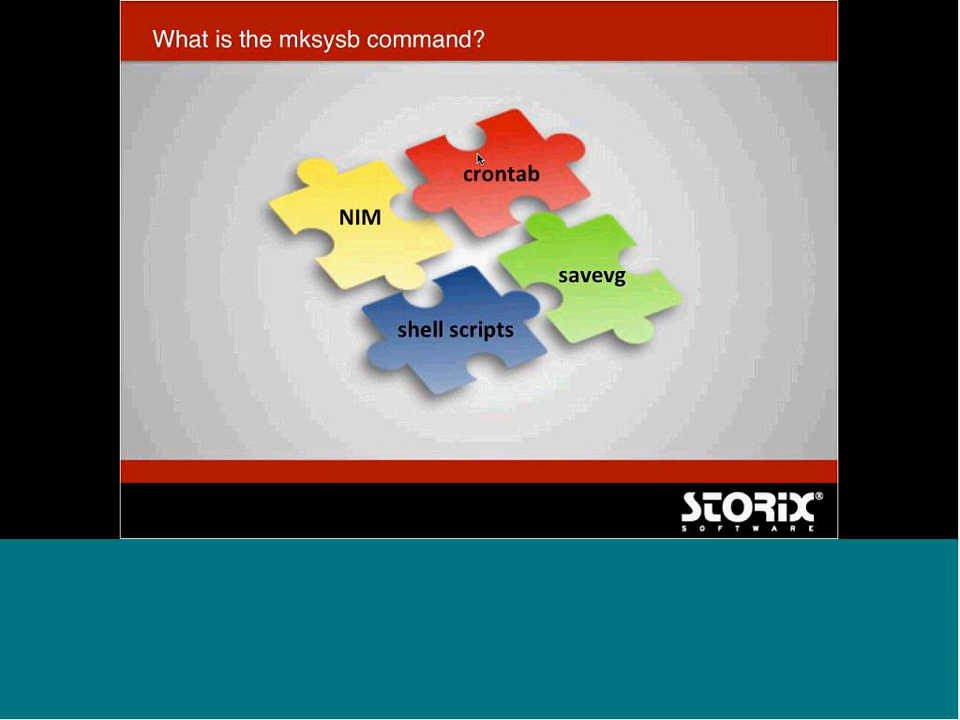 What is the mksysb command?
crontab
NIM
savevg
shell scripts
STORIX®
SOFTWARE